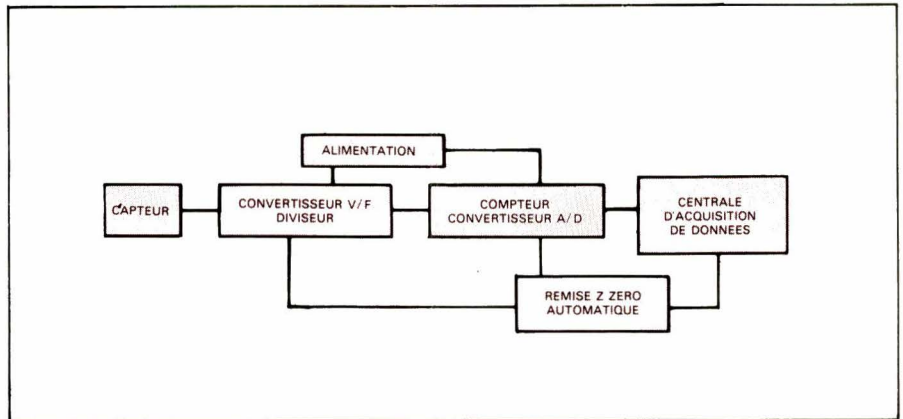 ALIMENTATION
CAPTEUR
CONVERTISSEUR V/F
DIVISEUR
COMPTEUR
CONVERTISSEUR A/D
CENTRALE
D'ACQUISITION
DE DONNEES
REMISE Z ZERO
AUTOMATIQUE